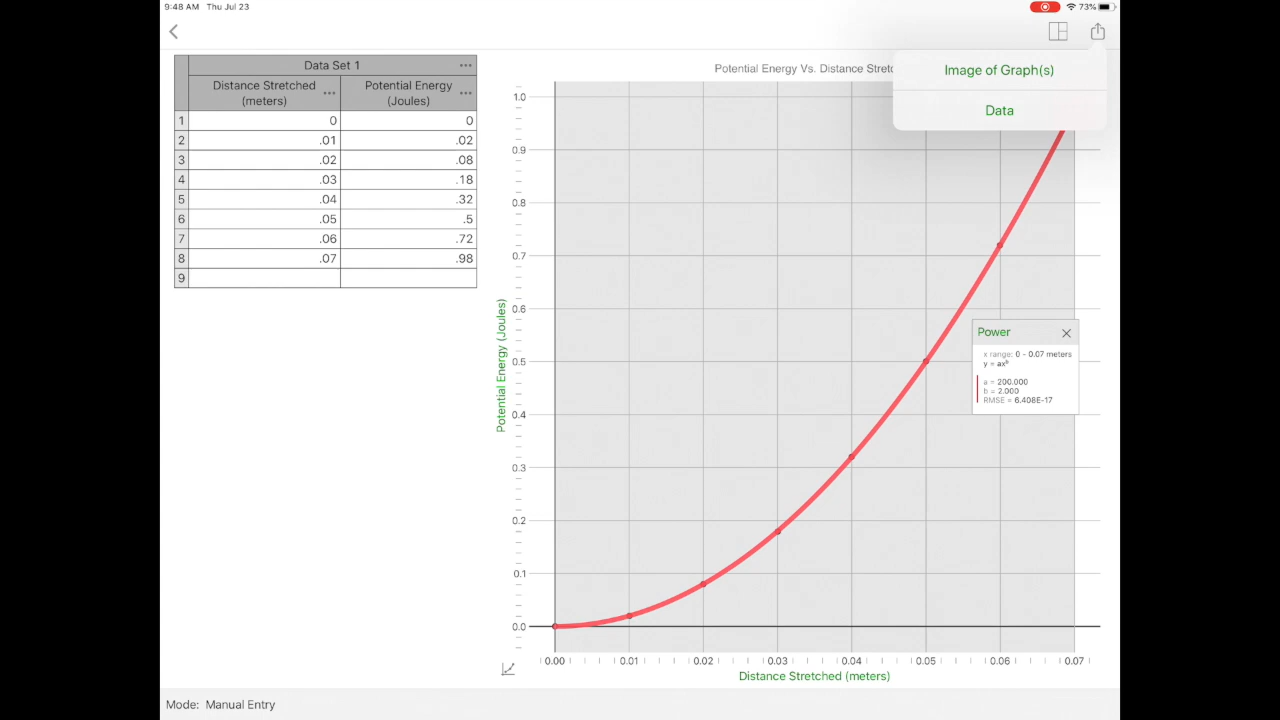 9:48 AM Thu Jul 23
73%
Data Set 1 •••
Distance Stretched (meters) ••• Potential Energy (Joules) •••
1 0 0
2 .01 .02
3 .02 .08
4 .03 .18
5 .04 .32
6 .05 .5
7 .06 .72
8 .07 .98
9
Potential Energy Vs. Distance Stretc
Image of Graph(s)
Data
1.0
0.9
0.8
0.7
0.6
0.5
0.4
0.3
0.2
0.1
0.0
Potential Energy (Joules)
Power
x range: 0 - 0.07 meters
y = axᵇ
a = 200.000
b = 2.000
RMSE = 6.408E-17
0.00 0.01 0.02 0.03 0.04 0.05 0.06 0.07
Distance Stretched (meters)
Mode: Manual Entry